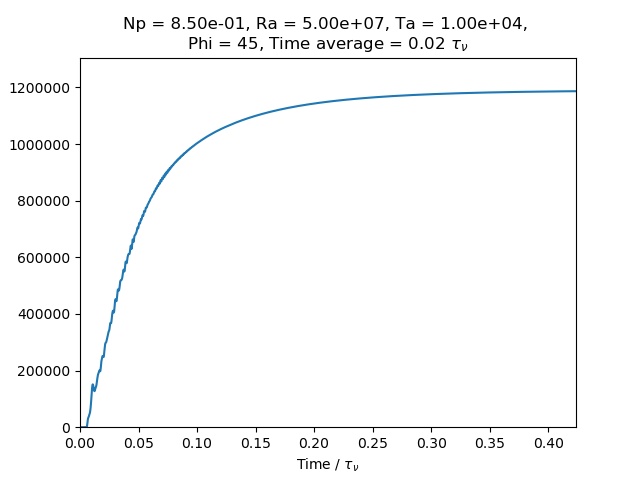 Np = 8.50e-01, Ra = 5.00e+07, Ta = 1.00e+04,
Phi = 45, Time average = 0.02 τν
1200000
1000000
800000
600000
400000
200000
0
0.00 0.05 0.10 0.15 0.20 0.25 0.30 0.35 0.40
Time / τν